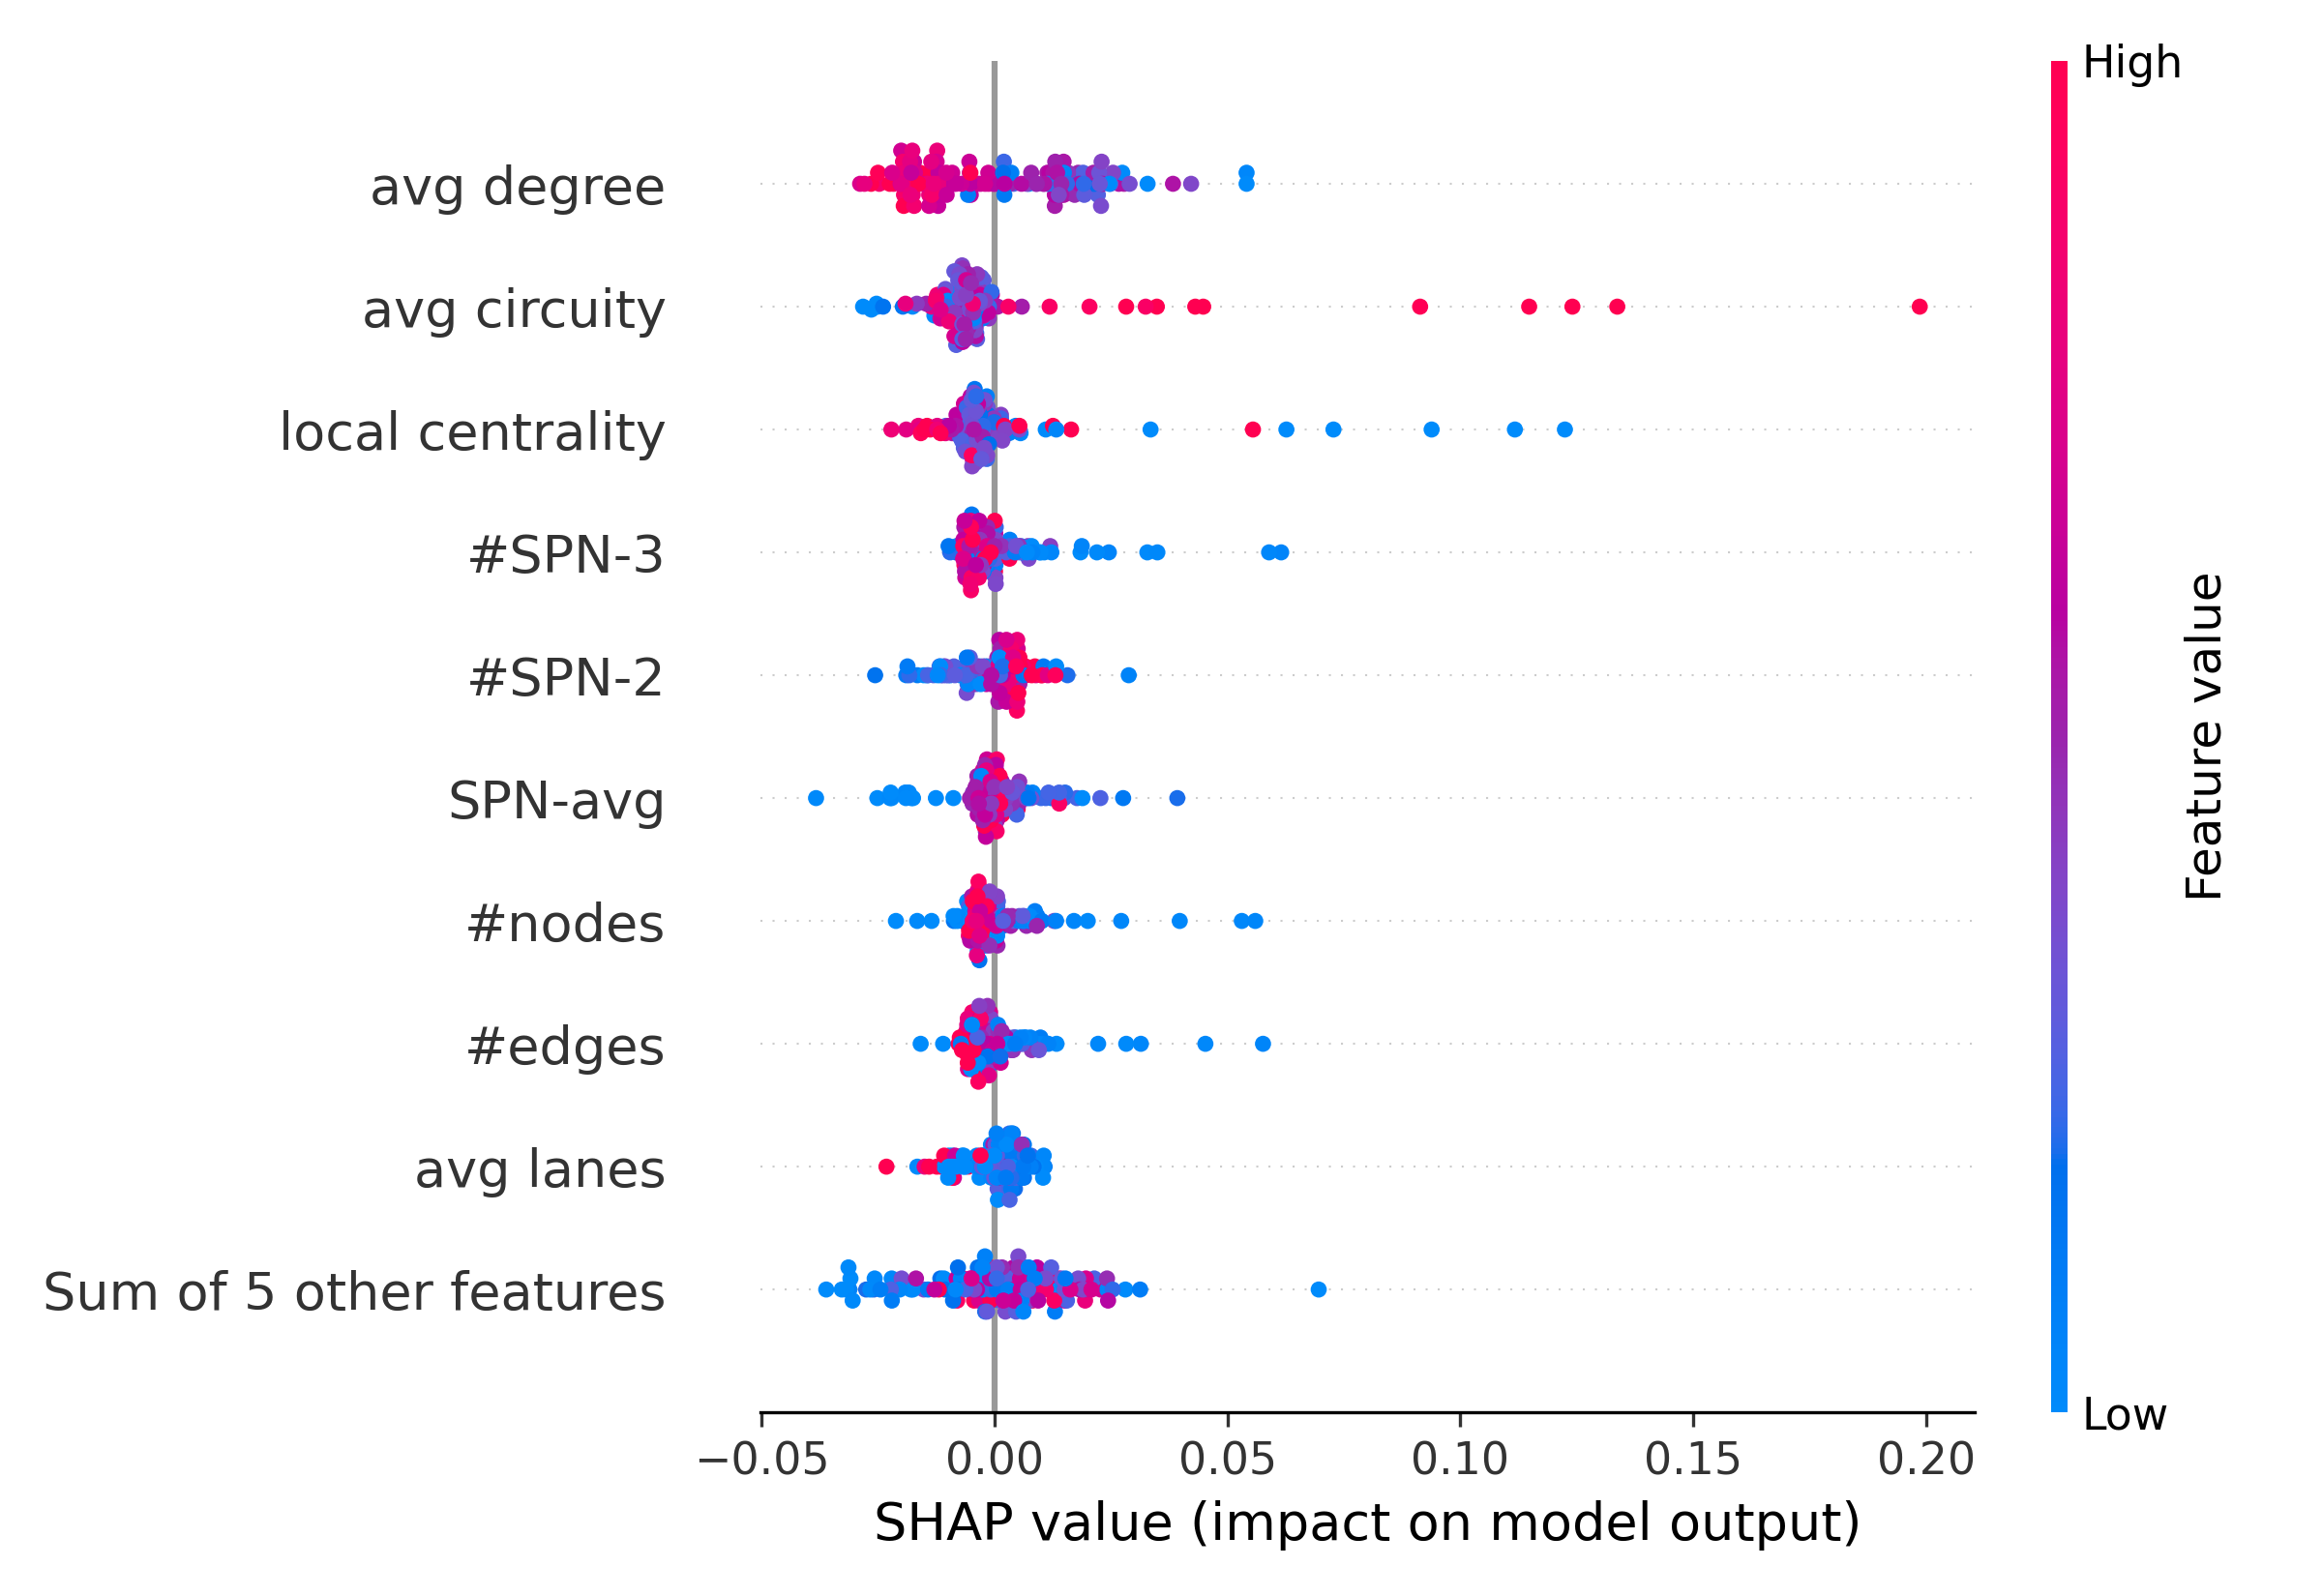 High
avg degree
avg circuity
local centrality
#SPN-3
#SPN-2
SPN-avg
#nodes
#edges
avg lanes
Sum of 5 other features
Feature value
Low
−0.05 0.00 0.05 0.10 0.15 0.20
SHAP value (impact on model output)